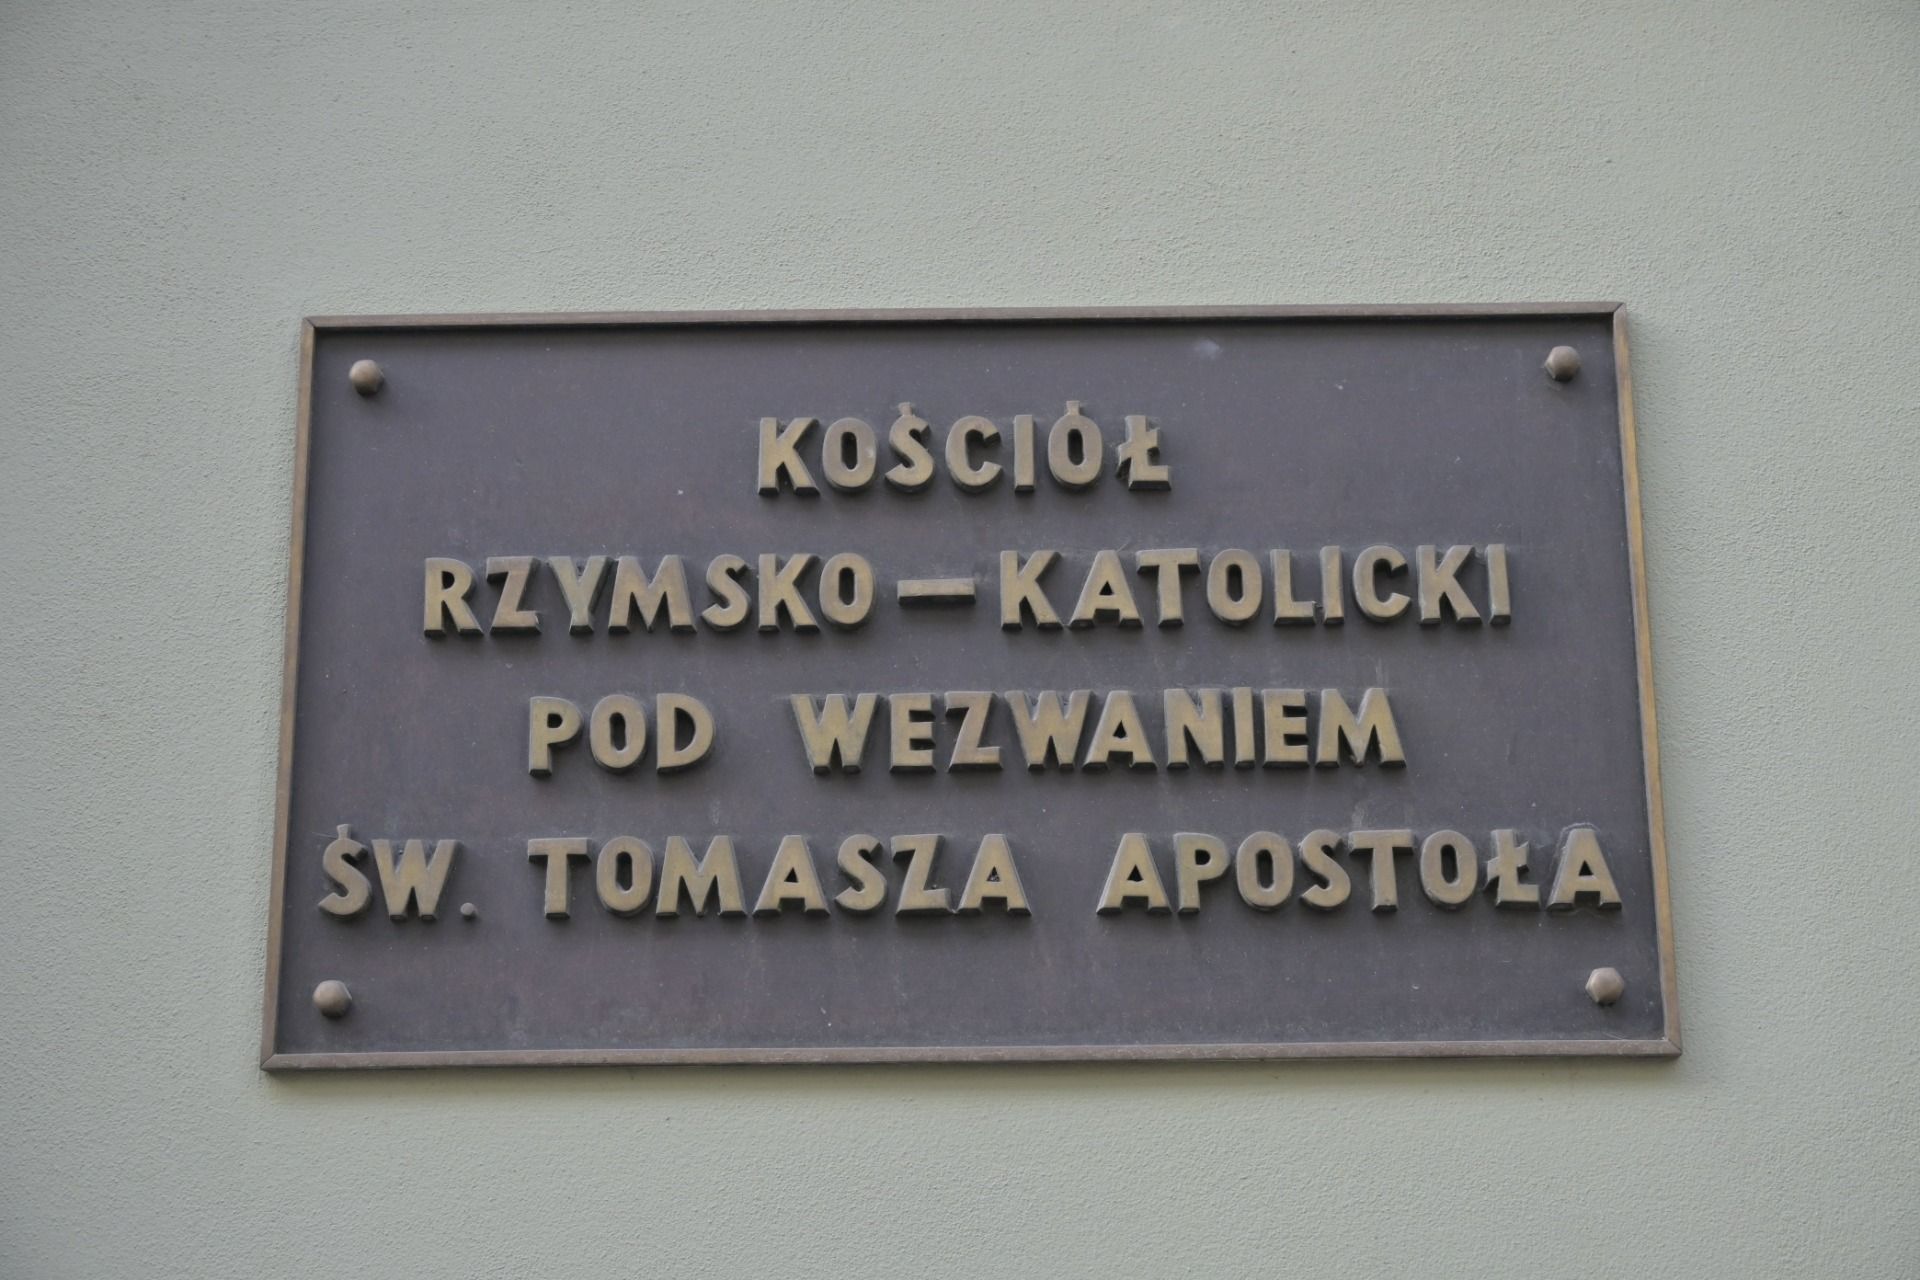 KOŚCIÓŁ
RZYMSKO – KATOLICKI
POD WEZWANIEM
ŚW. TOMASZA APOSTOŁA